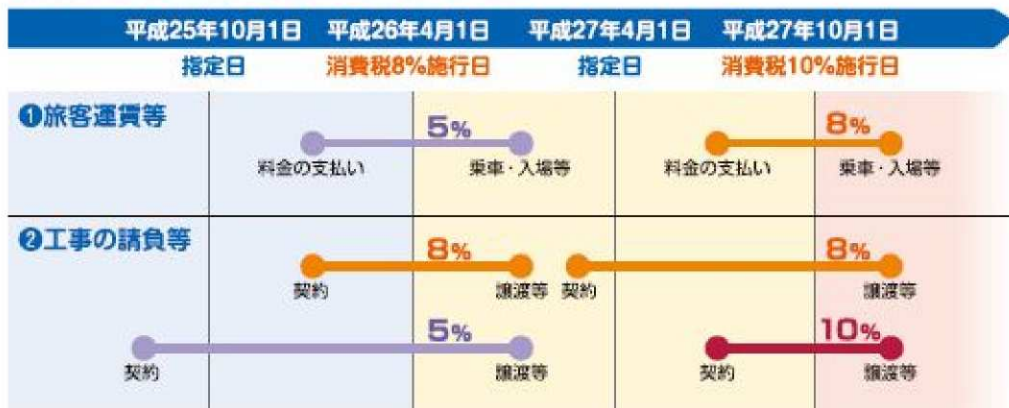 平成25年10月1日 平成26年4月1日 平成27年4月1日 平成27年10月1日
指定日 消費税8%施行日 指定日 消費税10%施行日
❶旅客運賃等
5% 8%
料金の支払い 乗車・入場等 料金の支払い 乗車・入場等
❷工事の請負等
8% 8%
契約 譲渡等 契約 譲渡等
5% 10%
契約 譲渡等 契約 譲渡等